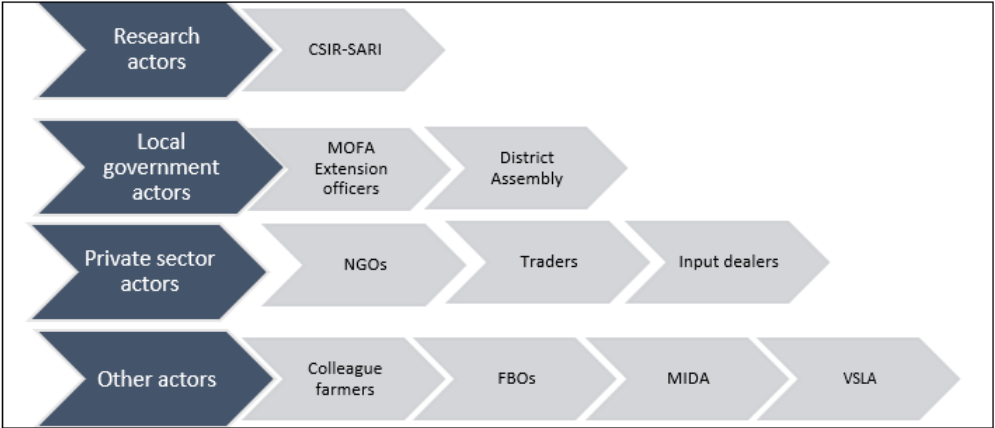 Research
actors
CSIR-SARI
Local
government
actors
MOFA
Extension
officers
District
Assembly
Private sector
actors
NGOs
Traders
Input dealers
Other actors
Colleague
farmers
FBOs
MIDA
VSLA